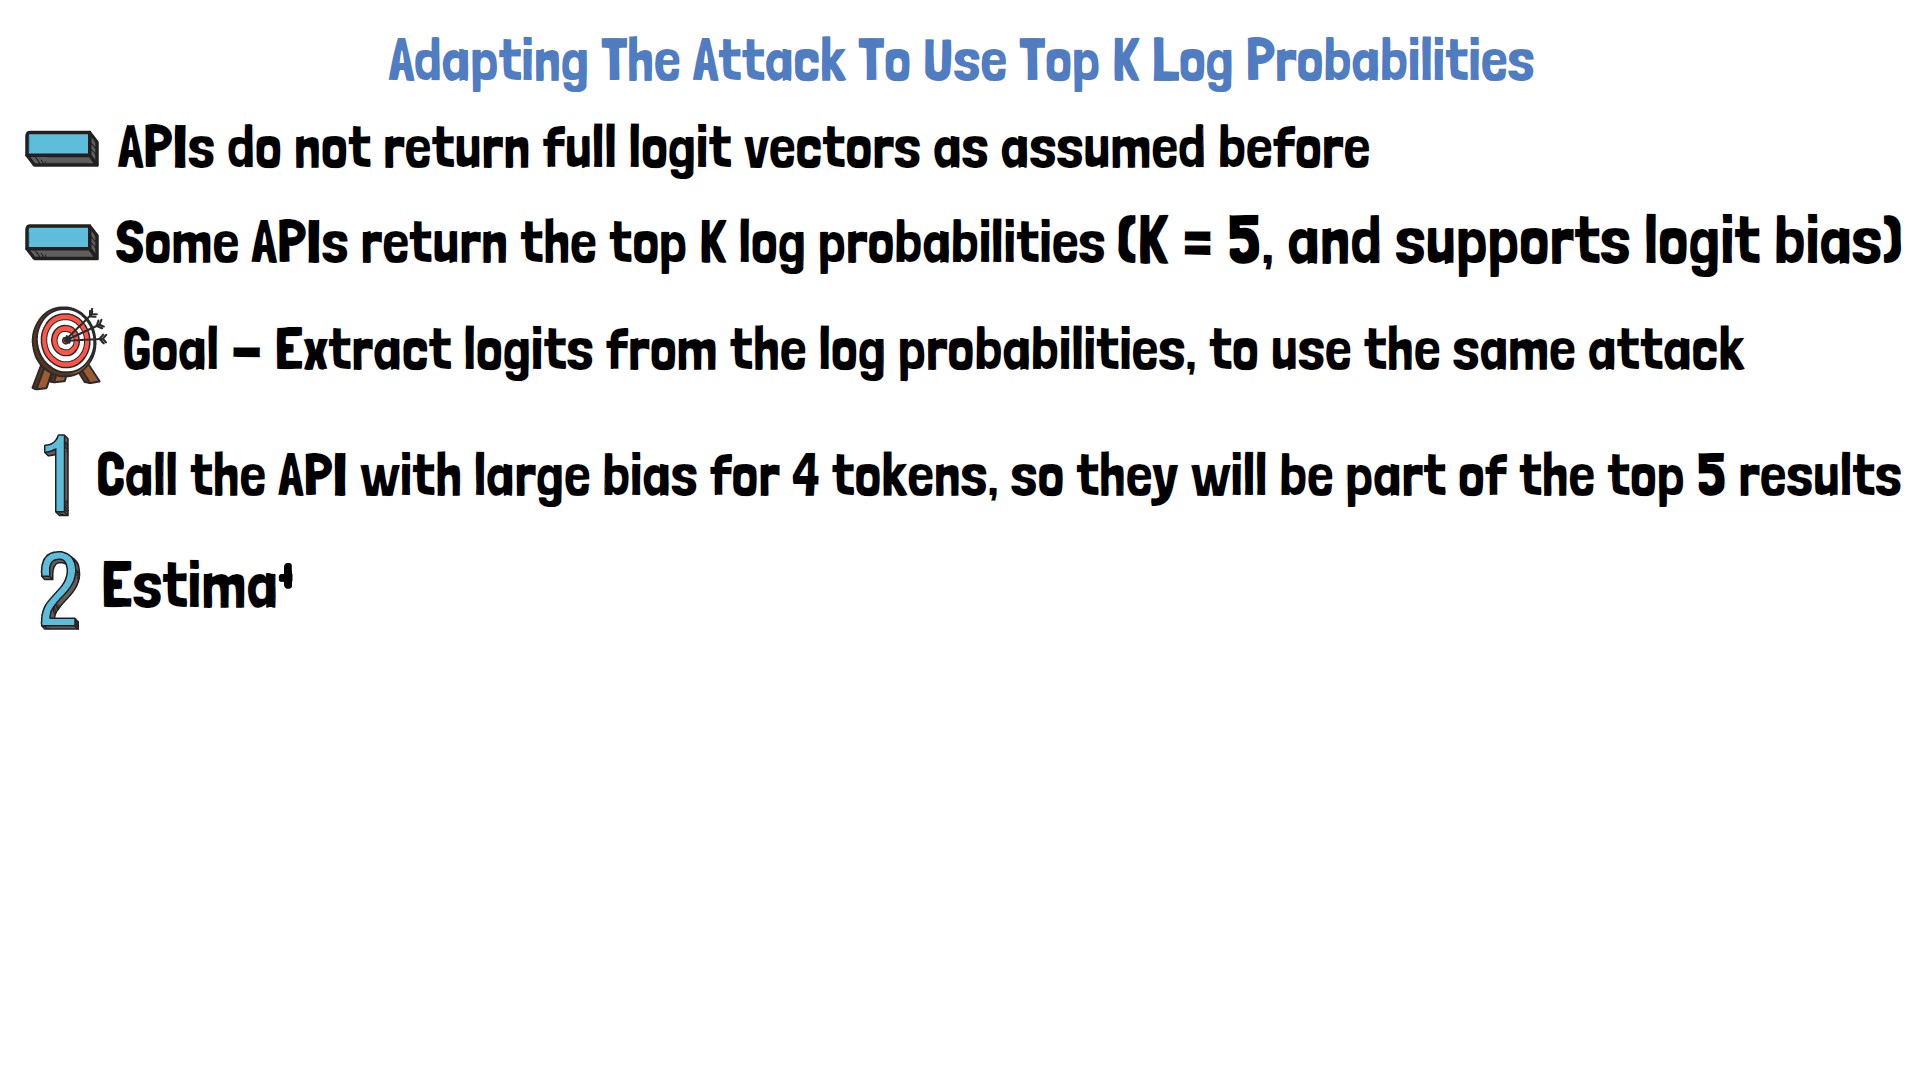 Adapting The Attack To Use Top K Log Probabilities
APIs do not return full logit vectors as assumed before
Some APIs return the top K log probabilities (K = 5, and supports logit bias)
Goal – Extract logits from the log probabilities, to use the same attack
1 Call the API with large bias for 4 tokens, so they will be part of the top 5 results
2